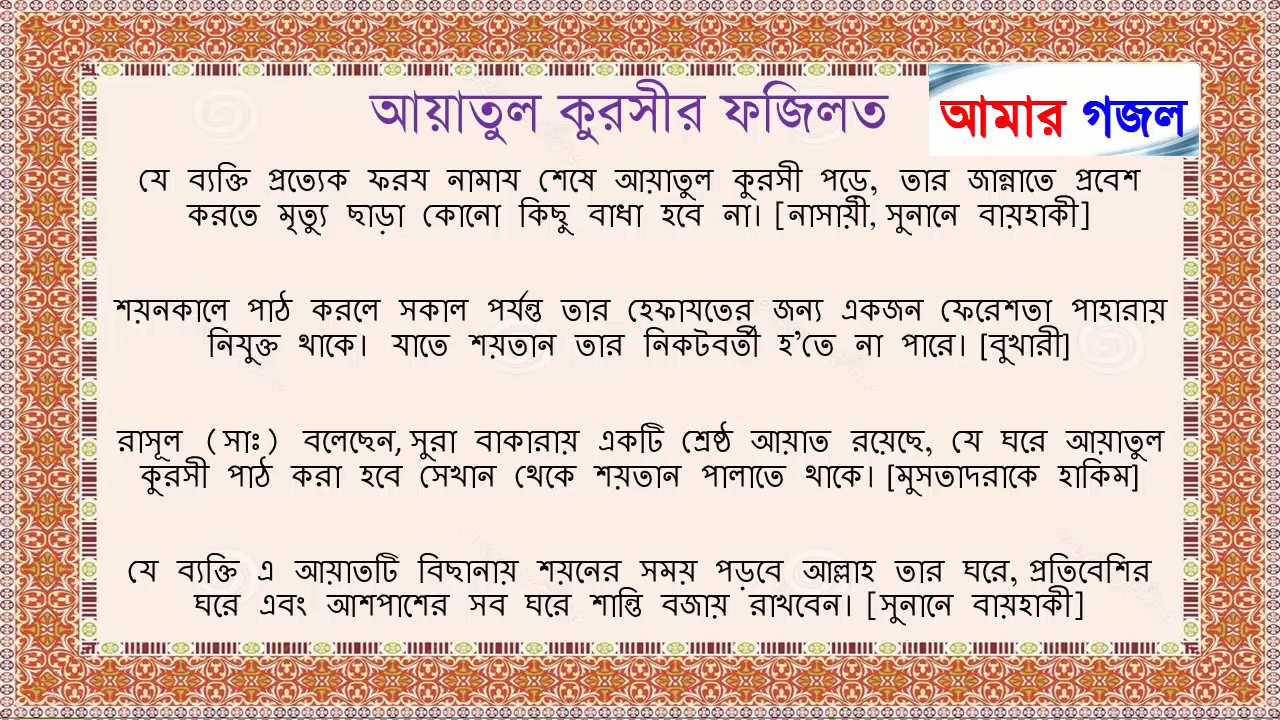 আয়াতুল কুরসীর ফজিলত
আমার গজল
যে ব্যক্তি প্রত্যেক ফরয নামায শেষে আয়াতুল কুরসী পড়ে, তার জান্নাতে প্রবেশ
করতে মৃত্যু ছাড়া কোনো কিছু বাধা হবে না। [নাসায়ী, সুনানে বায়হাকী]
শয়নকালে পাঠ করলে সকাল পর্যন্ত তার হেফাযতের জন্য একজন ফেরেশতা পাহারায়
নিযুক্ত থাকে। যাতে শয়তান তার নিকটবর্তী হ’তে না পারে। [বুখারী]
রাসূল (সাঃ) বলেছেন, সুরা বাকারায় একটি শ্রেষ্ঠ আয়াত রয়েছে, যে ঘরে আয়াতুল
কুরসী পাঠ করা হবে সেখান থেকে শয়তান পালাতে থাকে। [মুসতাদরাকে হাকিম]
যে ব্যক্তি এ আয়াতটি বিছানায় শয়নের সময় পড়বে আল্লাহ তার ঘরে, প্রতিবেশির
ঘরে এবং আশপাশের সব ঘরে শান্তি বজায় রাখবেন। [সুনানে বায়হাকী]